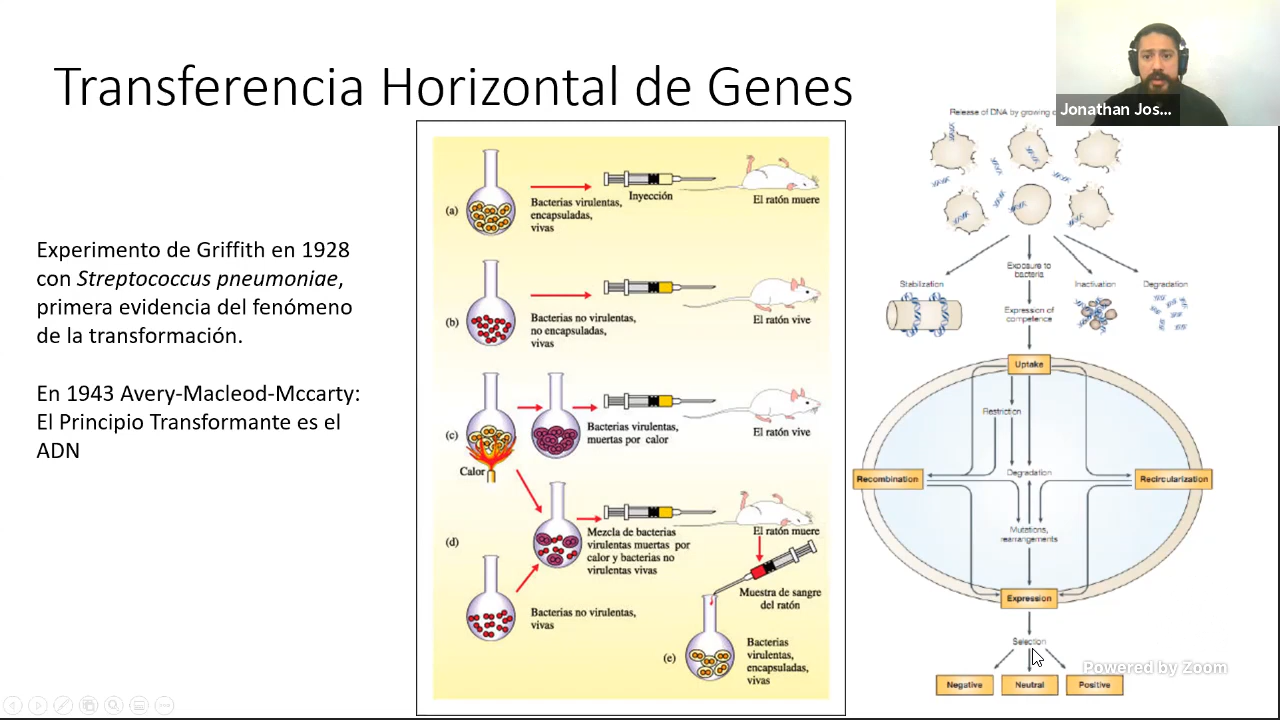 Transferencia Horizontal de Genes
Jonathan Jos...
Experimento de Griffith en 1928
con Streptococcus pneumoniae,
primera evidencia del fenómeno
de la transformación.
En 1943 Avery-Macleod-Mccarty:
El Principio Transformante es el
ADN
(a)
Bacterias virulentas,
encapsuladas,
vivas
Inyección
El ratón muere
(b)
Bacterias no virulentas,
no encapsuladas,
vivas
El ratón vive
(c)
Calor
Bacterias virulentas,
muertas por calor
El ratón vive
(d)
Mezcla de bacterias
virulentas muertas por
calor y bacterias no
virulentas vivas
El ratón muere
Bacterias no virulentas,
vivas
Muestra de sangre
del ratón
(e)
Bacterias
virulentas,
encapsuladas,
vivas
Release of DNA by growing
Stabilization
Exposure to
bacteria
Inactivation
Degradation
Expression of
competence
Uptake
Restriction
Degradation
Recombination
Recircularization
Mutations,
rearrangements
Expression
Selection
Negative
Neutral
Positive
Powered by Zoom